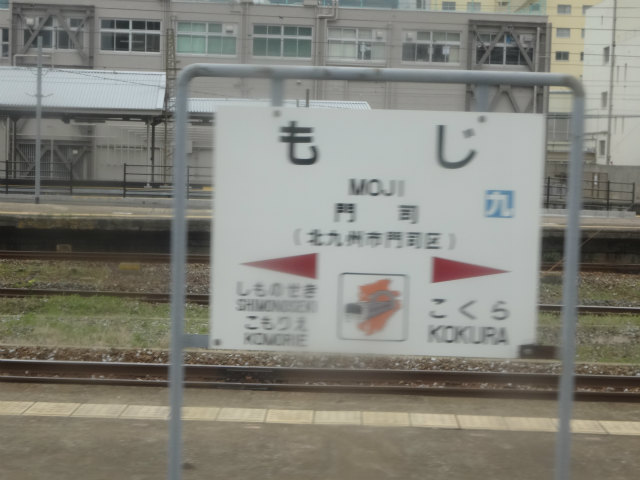 もじ
MOJI
門司
九
(北九州市門司区)
しものせき
SHIMONOSEKI
こもりえ
KOMORIE
こくら
KOKURA